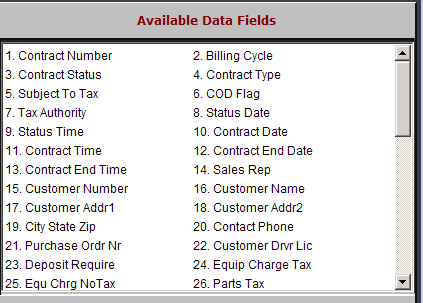 Available Data Fields
1. Contract Number 2. Billing Cycle
3. Contract Status 4. Contract Type
5. Subject To Tax 6. COD Flag
7. Tax Authority 8. Status Date
9. Status Time 10. Contract Date
11. Contract Time 12. Contract End Date
13. Contract End Time 14. Sales Rep
15. Customer Number 16. Customer Name
17. Customer Addr1 18. Customer Addr2
19. City State Zip 20. Contact Phone
21. Purchase Ordr Nr 22. Customer Drvr Lic
23. Deposit Require 24. Equip Charge Tax
25. Equ Chrg NoTax 26. Parts Tax